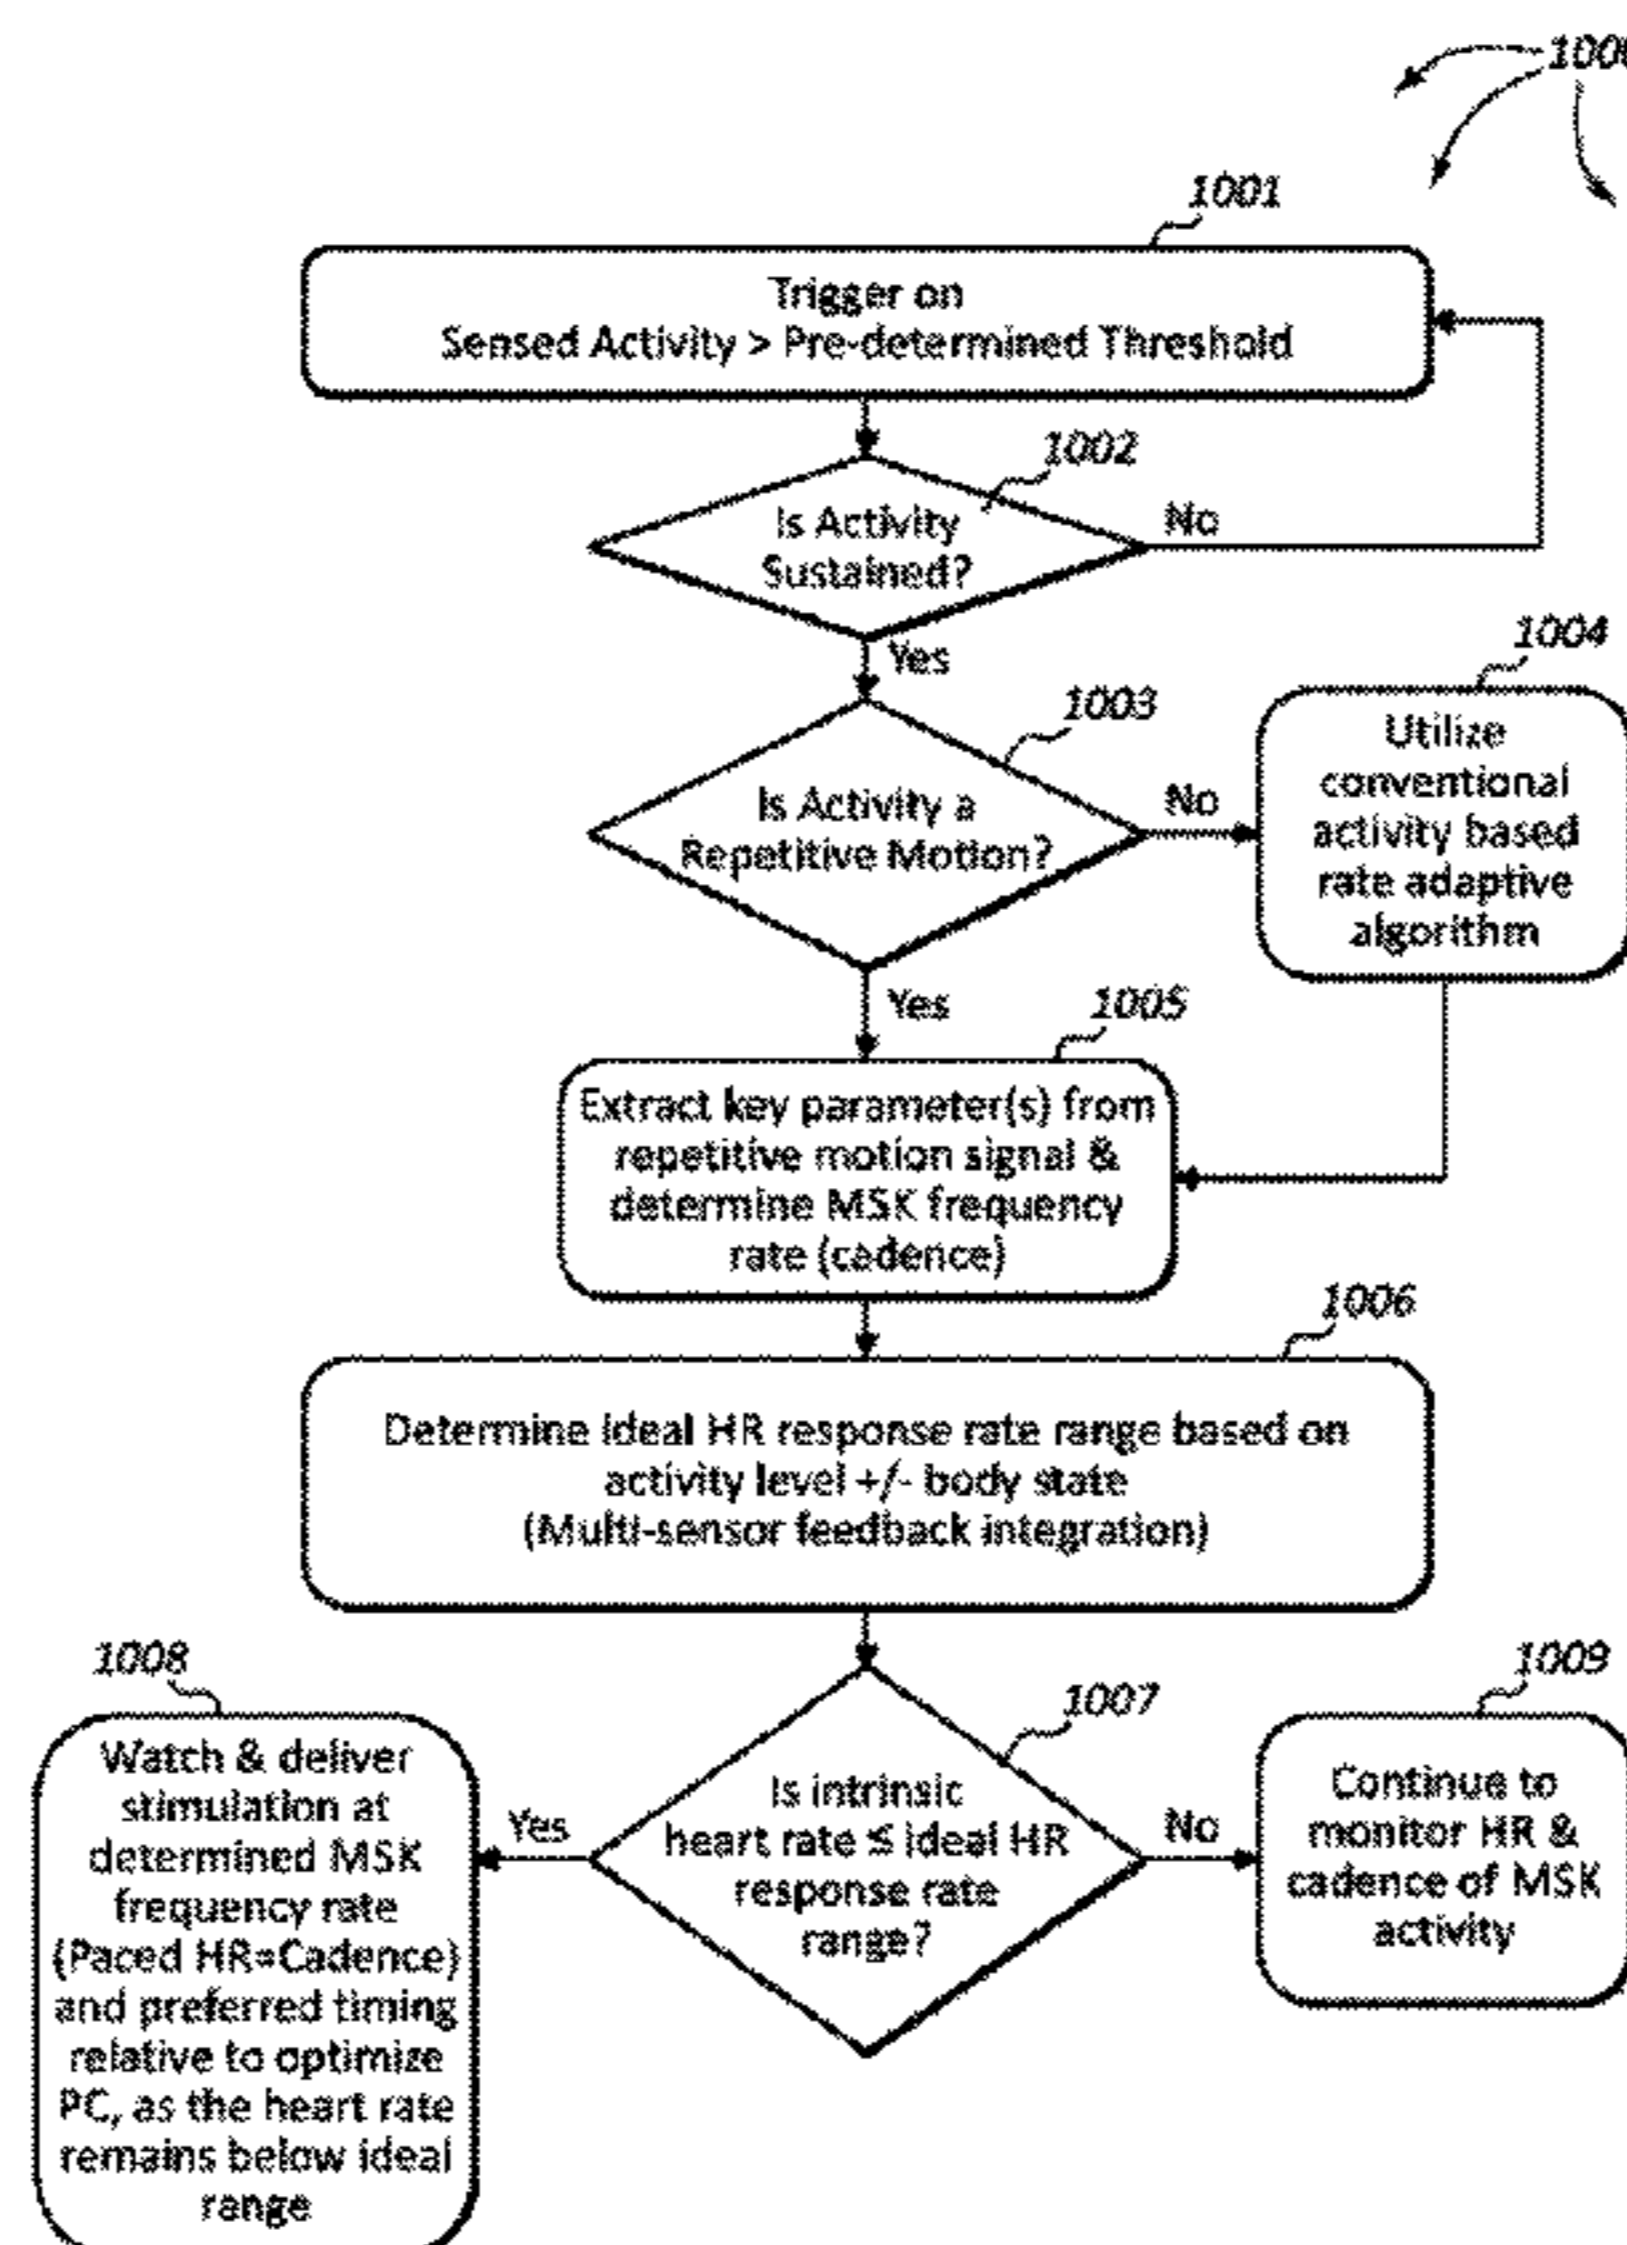 1000
1001
Trigger on
Sensed Activity > Pre-determined Threshold
1002
Is Activity
Sustained?
No
Yes
1003
Is Activity a
Repetitive Motion?
No
1004
Utilize
conventional
activity based
rate adaptive
algorithm
Yes
1005
Extract key parameter(s) from
repetitive motion signal &
determine MSK frequency
rate (cadence)
1006
Determine ideal HR response rate range based on
activity level +/- body state
(Multi-sensor feedback integration)
1007
Is intrinsic
heart rate ≤ ideal HR
response rate
range?
Yes
1008
Watch & deliver
stimulation at
determined MSK
frequency rate
(Paced HR=Cadence)
and preferred timing
relative to optimize
PC, as the heart rate
remains below ideal
range
No
1009
Continue to
monitor HR &
cadence of MSK
activity